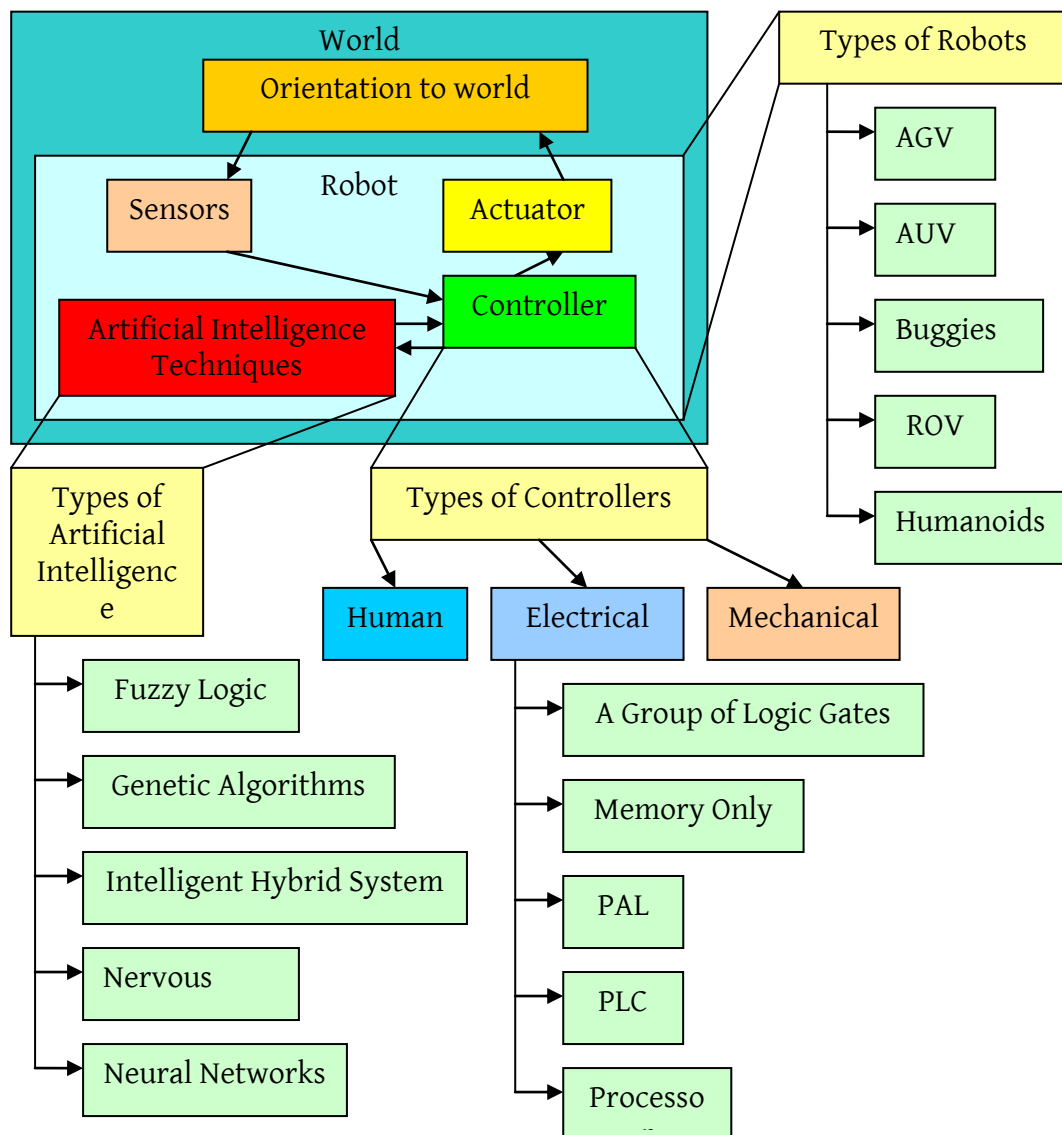 World
Orientation to world
Robot
Sensors
Actuator
Controller
Artificial Intelligence
Techniques
Types of Robots
AGV
AUV
Buggies
ROV
Humanoids
Types of
Artificial
Intelligenc
e
Fuzzy Logic
Genetic Algorithms
Intelligent Hybrid System
Nervous
Neural Networks
Types of Controllers
Human
Electrical
Mechanical
A Group of Logic Gates
Memory Only
PAL
PLC
Processo